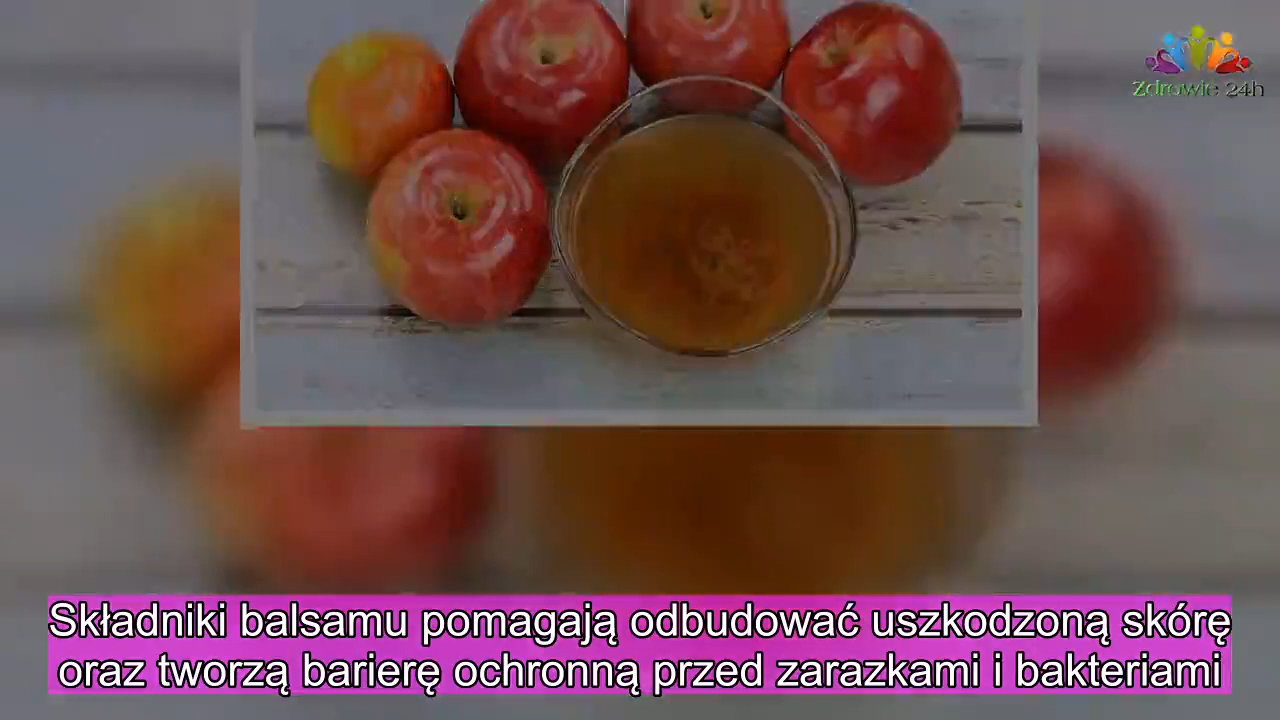 Zdrowie 24h
Składniki balsamu pomagają odbudować uszkodzoną skórę
oraz tworzą barierę ochronną przed zarazkami i bakteriami